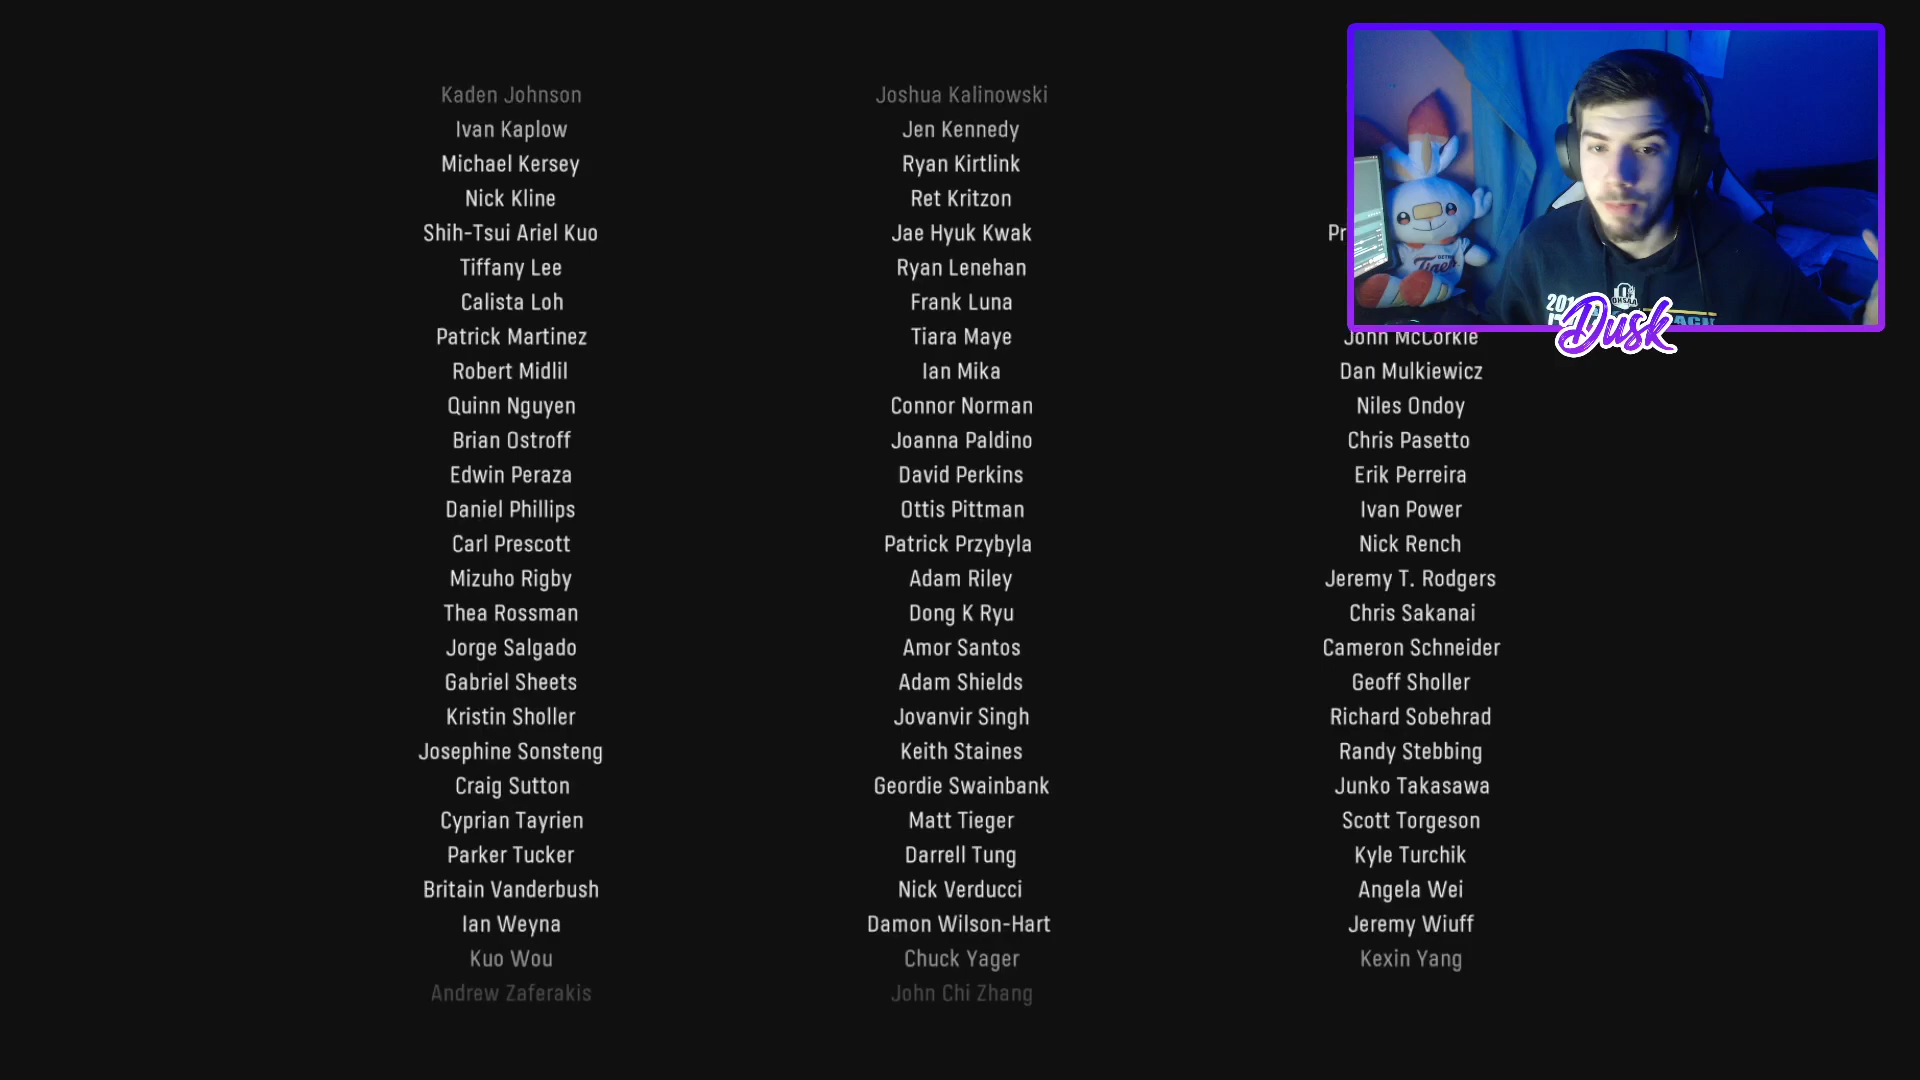 Kaden Johnson Joshua Kalinowski
Ivan Kaplow Jen Kennedy
Michael Kersey Ryan Kirtlink
Nick Kline Ret Kritzon
Shih-Tsui Ariel Kuo Jae Hyuk Kwak
Tiffany Lee Ryan Lenehan
Calista Loh Frank Luna
Patrick Martinez Tiara Maye John McCorkle
Robert Midlil Ian Mika Dan Mulkiewicz
Quinn Nguyen Connor Norman Niles Ondoy
Brian Ostroff Joanna Paldino Chris Pasetto
Edwin Peraza David Perkins Erik Perreira
Daniel Phillips Ottis Pittman Ivan Power
Carl Prescott Patrick Przybyla Nick Rench
Mizuho Rigby Adam Riley Jeremy T. Rodgers
Thea Rossman Dong K Ryu Chris Sakanai
Jorge Salgado Amor Santos Cameron Schneider
Gabriel Sheets Adam Shields Geoff Sholler
Kristin Sholler Jovanvir Singh Richard Sobehrad
Josephine Sonsteng Keith Staines Randy Stebbing
Craig Sutton Geordie Swainbank Junko Takasawa
Cyprian Tayrien Matt Tieger Scott Torgeson
Parker Tucker Darrell Tung Kyle Turchik
Britain Vanderbush Nick Verducci Angela Wei
Ian Weyna Damon Wilson-Hart Jeremy Wiuff
Kuo Wou Chuck Yager Kexin Yang
Andrew Zaferakis John Chi Zhang
Tigers
OHSAA
Dusk